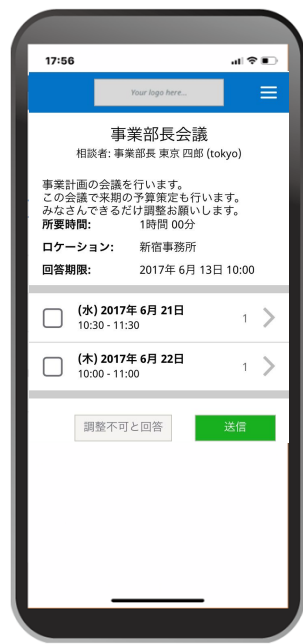 17:56
Your logo here...
事業部長会議
相談者: 事業部長 東京 四郎 (tokyo)
事業計画の会議を行います。
この会議で来期の予算策定も行います。
みなさんできるだけ調整お願いします。
所要時間: 1時間 00分
ロケーション: 新宿事務所
回答期限: 2017年 6月 13日 10:00
(水) 2017年 6月 21日
10:30 - 11:30
1
(木) 2017年 6月 22日
10:00 - 11:00
1
調整不可と回答 送信